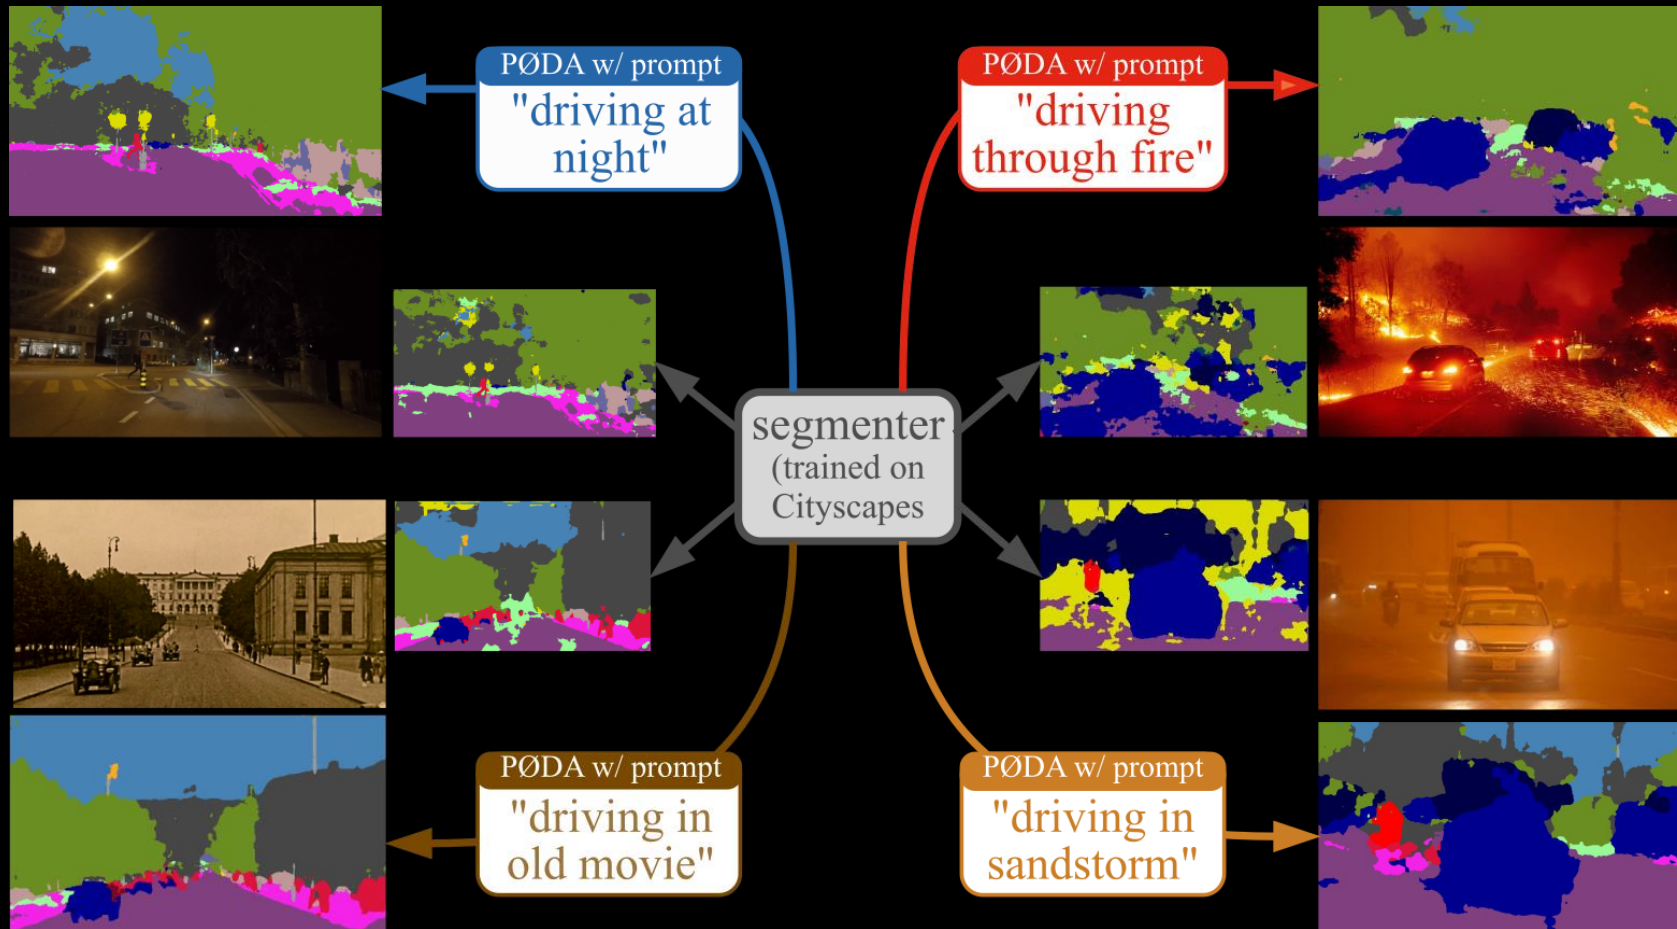 PØDA w/ prompt
"driving at
night"
PØDA w/ prompt
"driving
through fire"
segmenter
(trained on
Cityscapes
PØDA w/ prompt
"driving in
old movie"
PØDA w/ prompt
"driving in
sandstorm"